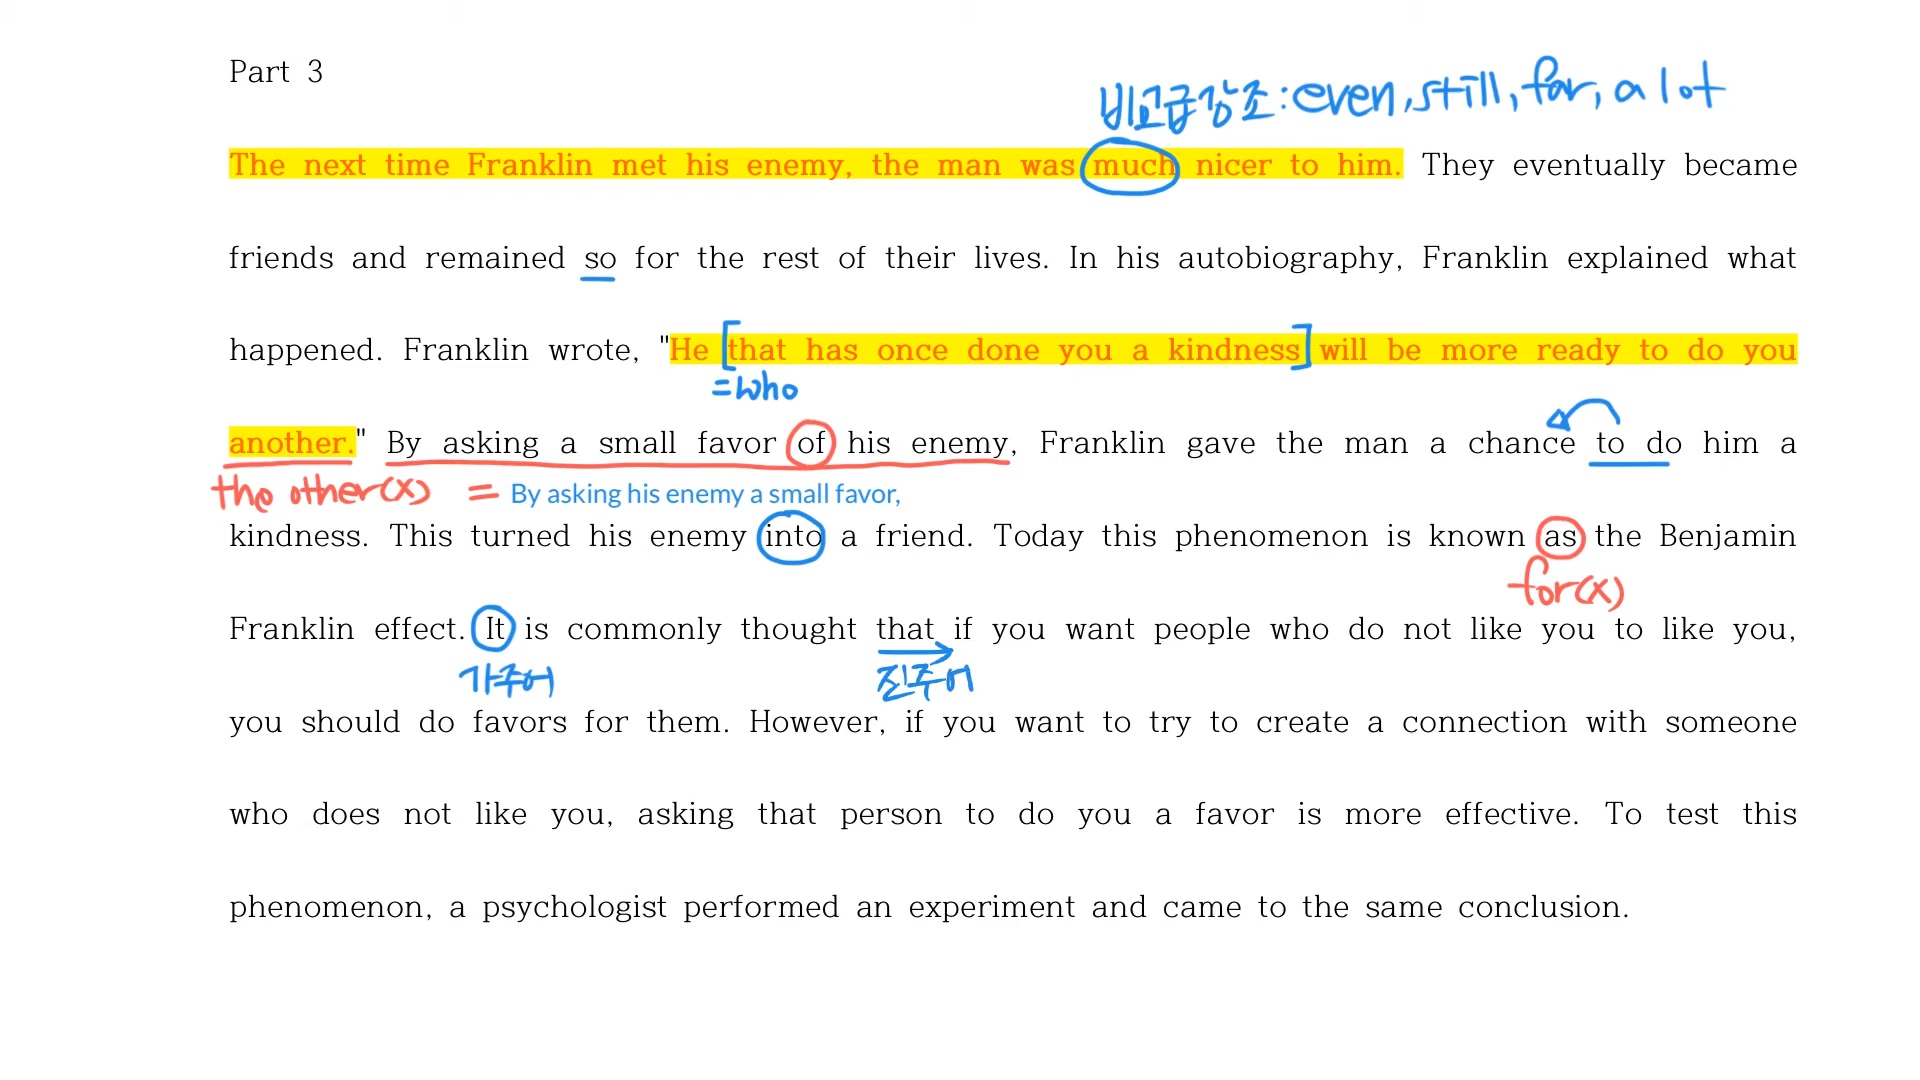 Part 3
비교급강조: even, still, far, a lot
The next time Franklin met his enemy, the man was much nicer to him. They eventually became
friends and remained so for the rest of their lives. In his autobiography, Franklin explained what
happened. Franklin wrote, "He [that has once done you a kindness] will be more ready to do you
=who
another." By asking a small favor of his enemy, Franklin gave the man a chance to do him a
the other(x) = By asking his enemy a small favor,
kindness. This turned his enemy into a friend. Today this phenomenon is known as the Benjamin
for(x)
Franklin effect. It is commonly thought that if you want people who do not like you to like you,
가주어 진주어
you should do favors for them. However, if you want to try to create a connection with someone
who does not like you, asking that person to do you a favor is more effective. To test this
phenomenon, a psychologist performed an experiment and came to the same conclusion.